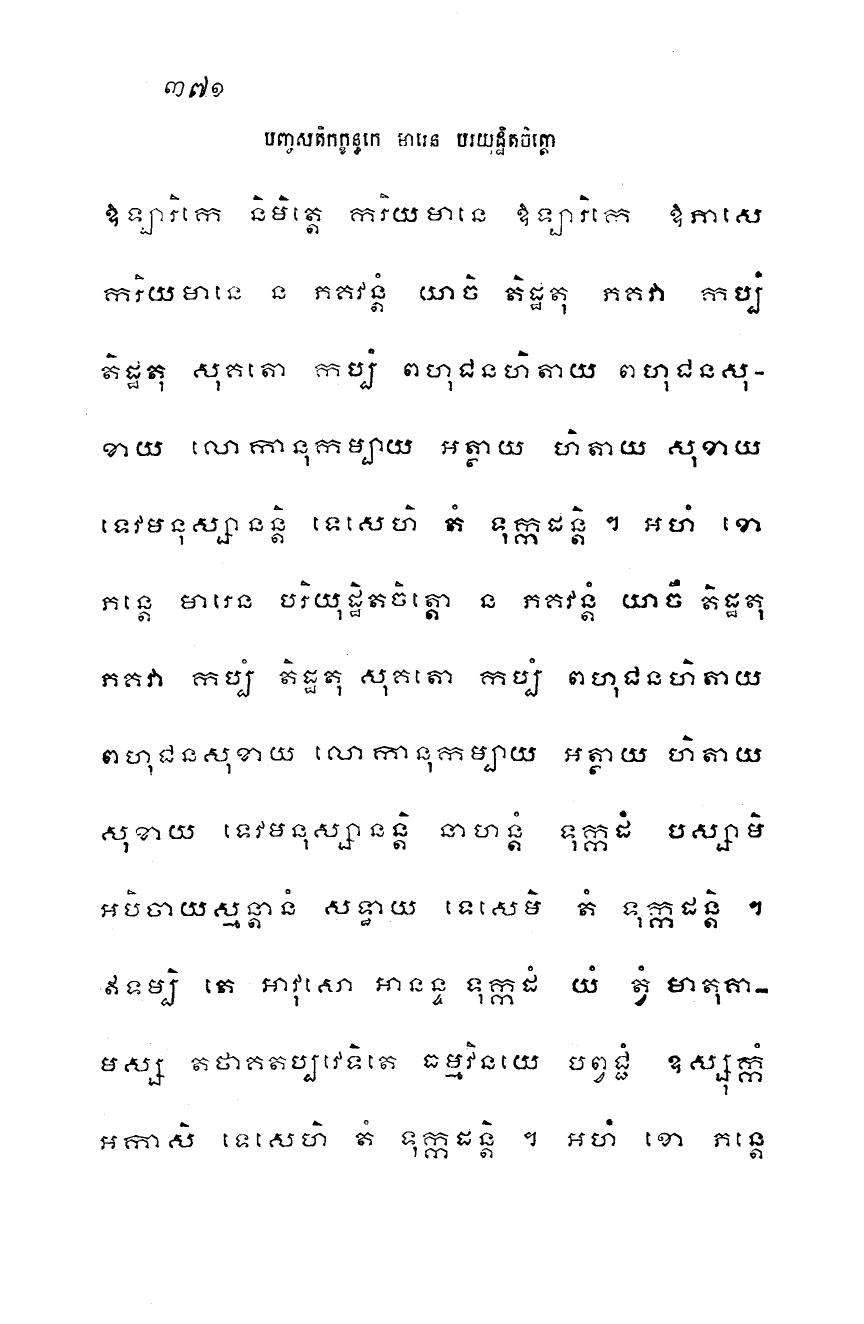 ៣៧១
បញ្ចសតិកក្ខន្ធកេ មារេន បរយុដ្ឋិតចិត្តោ
ឱឡារិកេ និមិត្តេ ករិយមានេ ឱឡារិកេ ឱភាសេ
ករិយមានេ ន ភគវន្តំ យាចិ តិដ្ឋតុ ភគវា កប្បំ
តិដ្ឋតុ សុគតោ កប្បំ ពហុជនហិតាយ ពហុជនសុ-
ខាយ លោកានុកម្បាយ អត្ថាយ ហិតាយ សុខាយ
ទេវមនុស្សានន្តិ ទេសេហិ តំ ទុក្កដន្តិ ។ អហំ ខោ
ភន្តេ មារេន បរិយុដ្ឋិតចិត្តោ ន ភគវន្តំ យាចឹ តិដ្ឋតុ
ភគវា កប្បំ តិដ្ឋតុ សុគតោ កប្បំ ពហុជនហិតាយ
ពហុជនសុខាយ លោកានុកម្បាយ អត្ថាយ ហិតាយ
សុខាយ ទេវមនុស្សានន្តិ នាហន្តំ ទុក្កដំ បស្សាមិ
អបិចាយស្មន្តានំ សទ្ធាយ ទេសេមិ តំ ទុក្កដន្តិ ។
ឥទម្បិ តេ អាវុសោ អានន្ទ ទុក្កដំ យំ ត្វំ មាតុគា-
មស្ស តថាគតប្បវេទិតេ ធម្មវិនយេ បព្វជ្ជំ ឧស្សុក្កំ
អកាសិ ទេសេហិ តំ ទុក្កដន្តិ ។ អហំ ខោ ភន្តេ